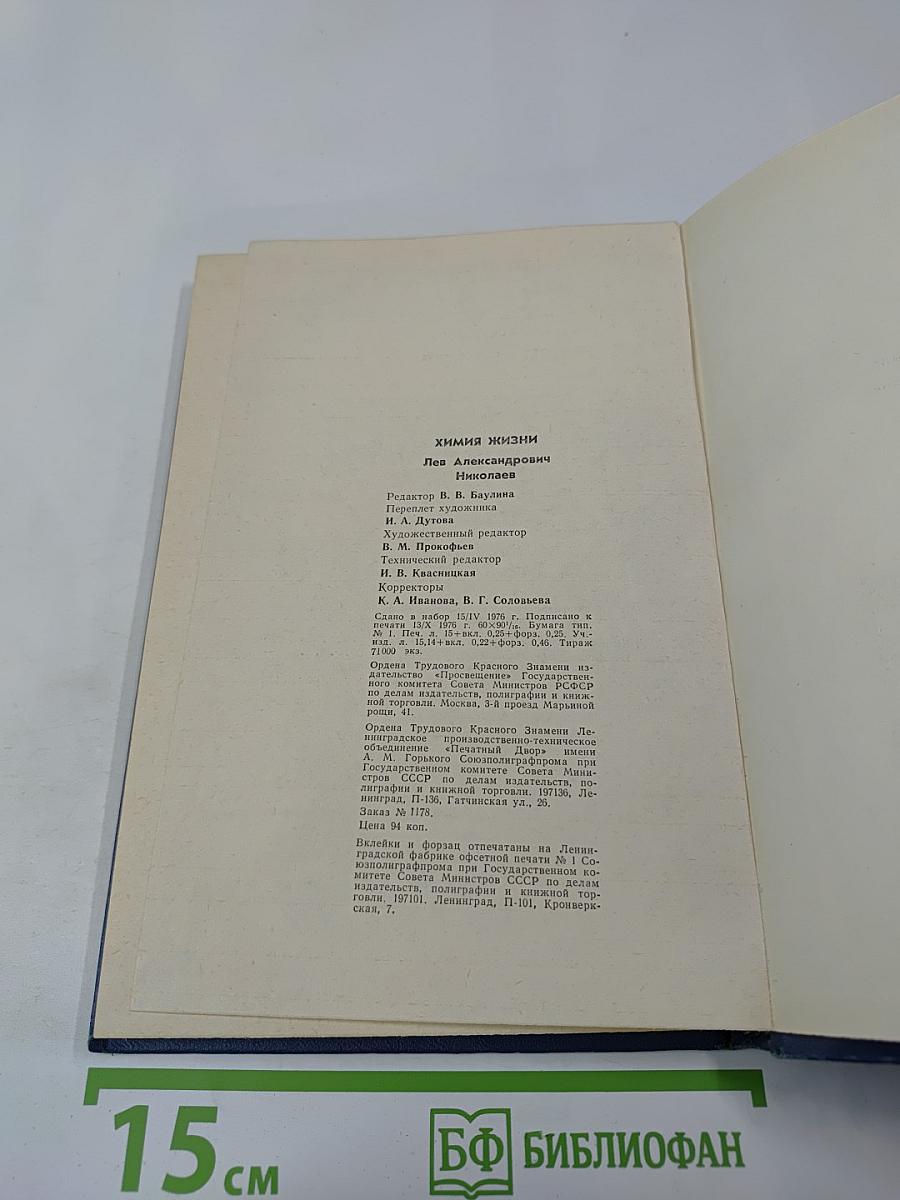 ХИМИЯ ЖИЗНИ
Лев Александрович
Николаев
Редактор В. В. Баулина
Переплет художника
И. А. Дутова
Художественный редактор
В. М. Прокофьев
Технический редактор
И. В. Квасницкая
Корректоры
К. А. Иванова, В. Г. Соловьева
Сдано в набор 15/IV 1976 г. Подписано к
печати 13/X 1976 г. 60×90¹/₁₆. Бумага тип.
№ 1. Печ. л. 15+вкл. 0,25+форз. 0,25. Уч.-
изд. л. 15,14+вкл. 0,22+форз. 0,46. Тираж
71000 экз.
Ордена Трудового Красного Знамени из-
дательство «Просвещение» Государствен-
ного комитета Совета Министров РСФСР
по делам издательств, полиграфии и книж-
ной торговли. Москва, 3-й проезд Марьиной
рощи, 41.
Ордена Трудового Красного Знамени Ле-
нинградское производственно-техническое
объединение «Печатный Двор» имени
А. М. Горького Союзполиграфпрома при
Государственном комитете Совета Мини-
стров СССР по делам издательств, по-
лиграфии и книжной торговли. 197136, Ле-
нинград, П-136, Гатчинская ул., 26.
Заказ № 1178.
Цена 94 коп.
Вклейки и форзац отпечатаны на Ленин-
градской фабрике офсетной печати № 1 Со-
юзполиграфпрома при Государственном ко-
митете Совета Министров СССР по делам
издательств, полиграфии и книжной тор-
говли. 197101. Ленинград, П-101, Кронверк-
ская, 7.
15 см
БФ БИБЛИОФАН